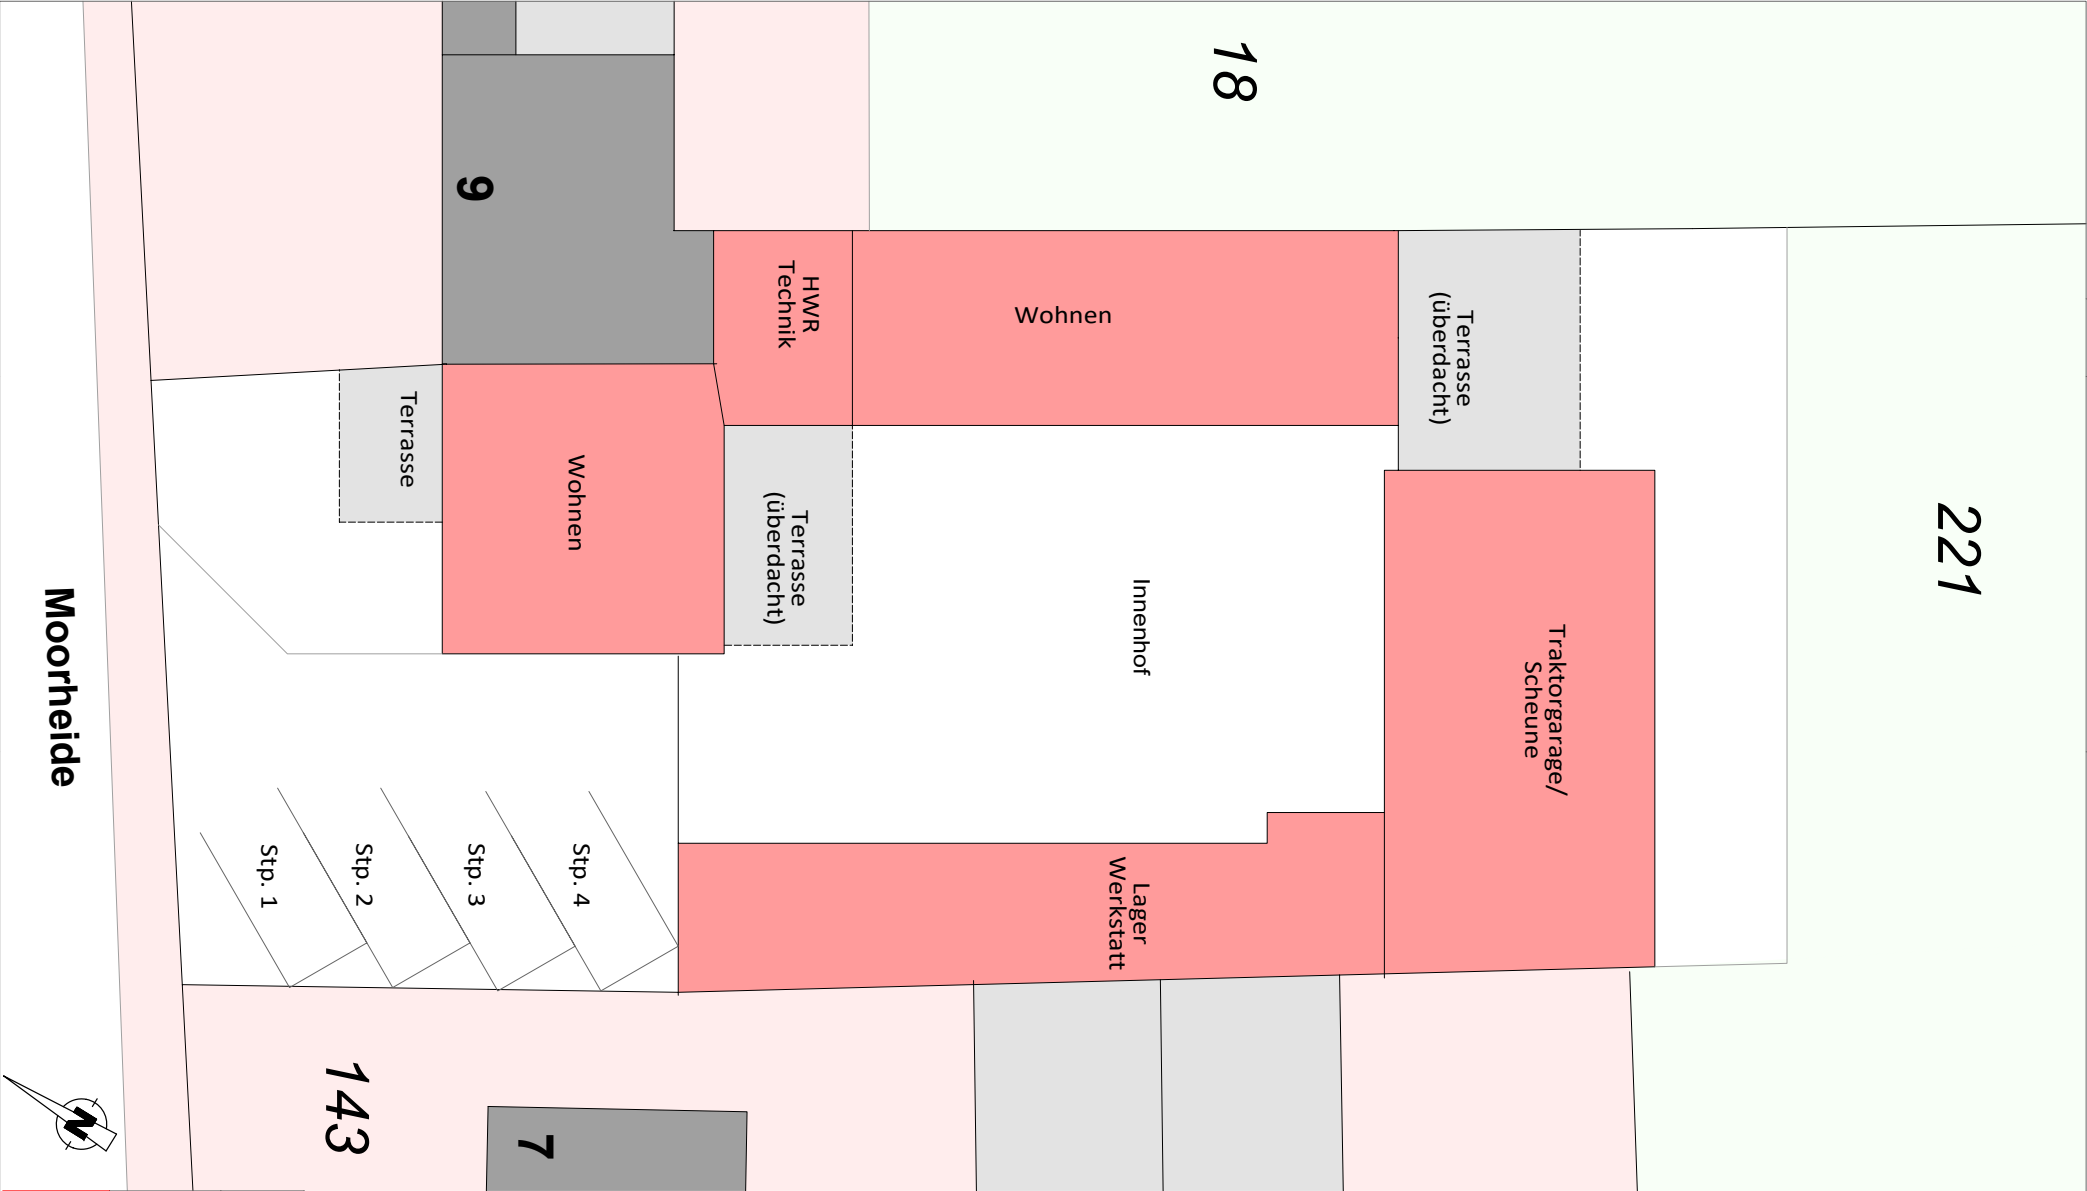 18
9
HWR
Technik
Wohnen
Terrasse
(überdacht)
Terrasse
Wohnen
Terrasse
(überdacht)
Innenhof
221
Traktorgarage/
Scheune
Moorheide
Stp. 1
Stp. 2
Stp. 3
Stp. 4
Lager
Werkstatt
143
7
N